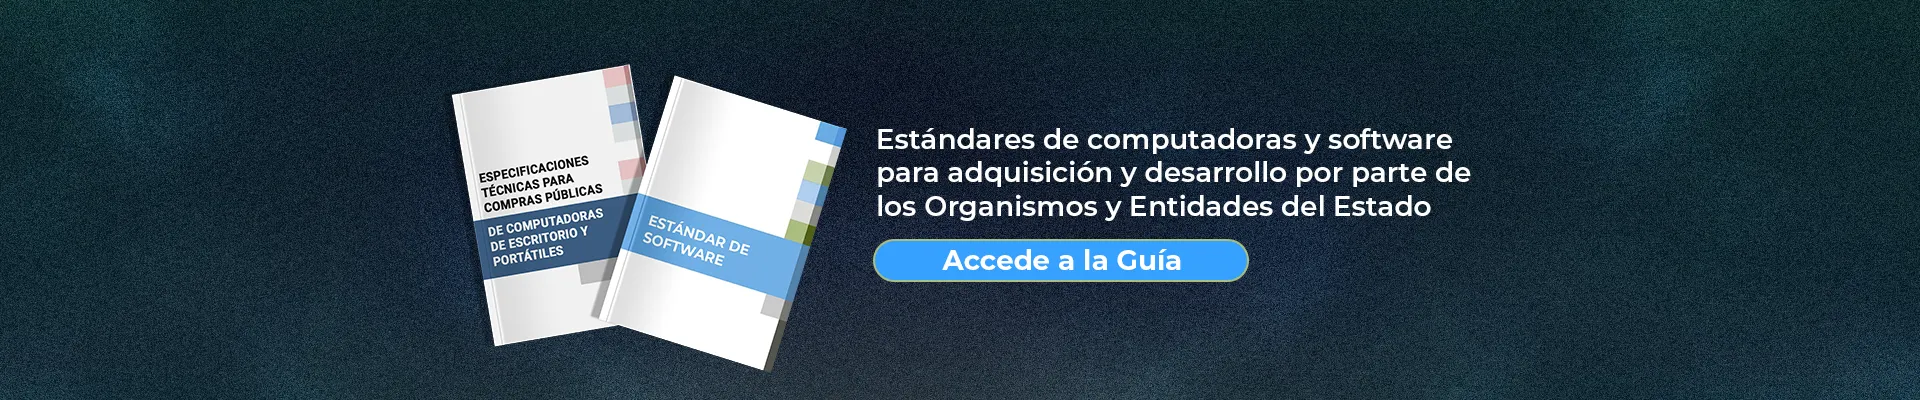 ESPECIFICACIONES
TÉCNICAS PARA
COMPRAS PÚBLICAS
DE COMPUTADORAS
DE ESCRITORIO Y
PORTÁTILES
ESTÁNDAR DE
SOFTWARE
Estándares de computadoras y software
para adquisición y desarrollo por parte de
los Organismos y Entidades del Estado
Accede a la Guía